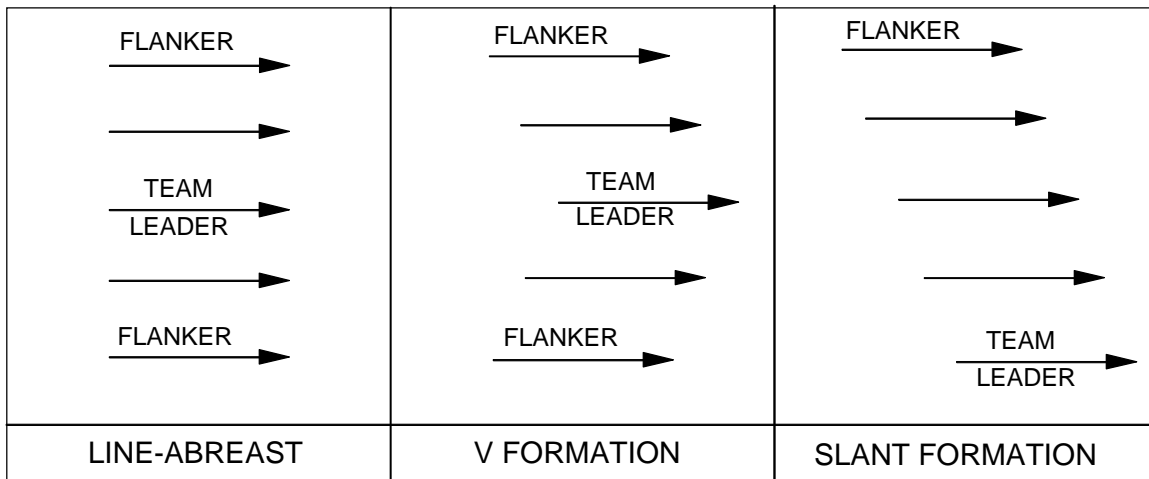 FLANKER
TEAM
LEADER
FLANKER
LINE-ABREAST
FLANKER
TEAM
LEADER
FLANKER
V FORMATION
FLANKER
TEAM
LEADER
SLANT FORMATION